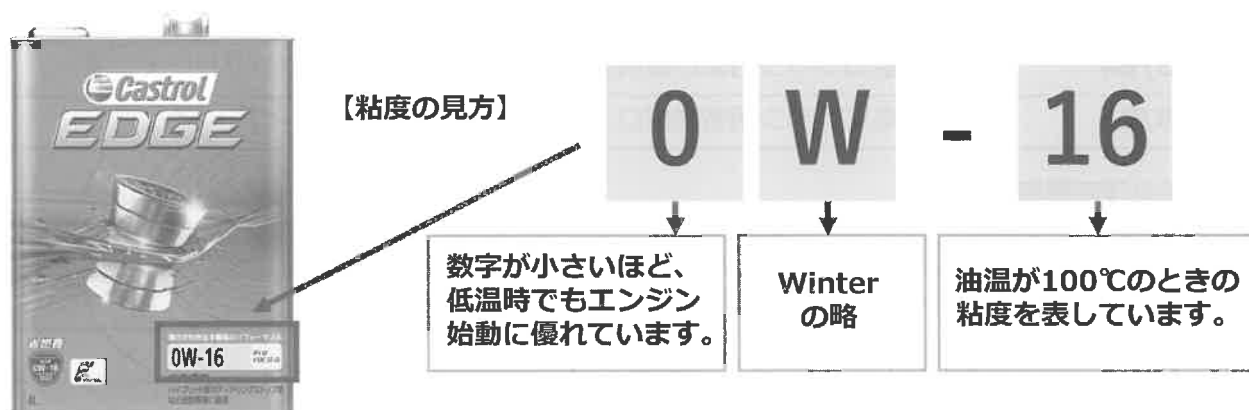 Castrol
EDGE
0W-16
4L
【粘度の見方】
0 W - 16
数字が小さいほど、
低温時でもエンジン
始動に優れています。
Winter
の略
油温が100℃のときの
粘度を表しています。